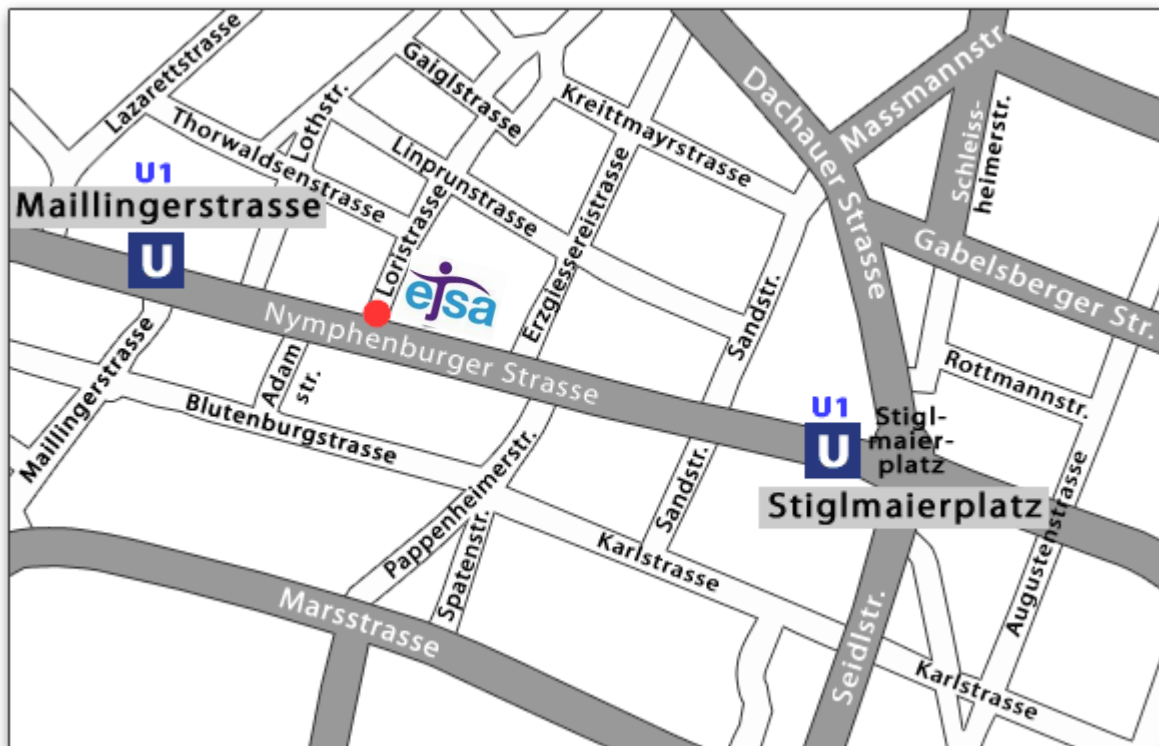 Lazarettstrasse
Gaiglstrasse
Massmannstr.
Dachauer Strasse
Kreittmayrstrasse
Lothstr.
Thorwaldsenstrasse
Linprunstrasse
Schleiss-
heimerstr.
U1
Maillingerstrasse
U
Loristrasse
Erzgiessereistrasse
ejsa
Gabelsberger Str.
Sandstr.
Nymphenburger Strasse
Adam
str.
Rottmannstr.
Maillingerstrasse
Blutenburgstrasse
U1
U
Stigl-
maier-
platz
Stiglmaierplatz
Sandstr.
Pappenheimerstr.
Spatenstr.
Karlstrasse
Augustenstrasse
Marsstrasse
Seidlstr.
Karlstrasse